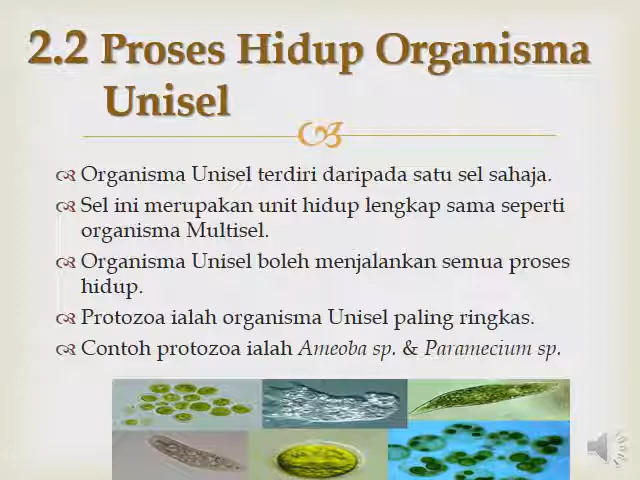 2.2 Proses Hidup Organisma
Unisel
Organisma Unisel terdiri daripada satu sel sahaja.
Sel ini merupakan unit hidup lengkap sama seperti
organisma Multisel.
Organisma Unisel boleh menjalankan semua proses
hidup.
Protozoa ialah organisma Unisel paling ringkas.
Contoh protozoa ialah Ameoba sp. & Paramecium sp.